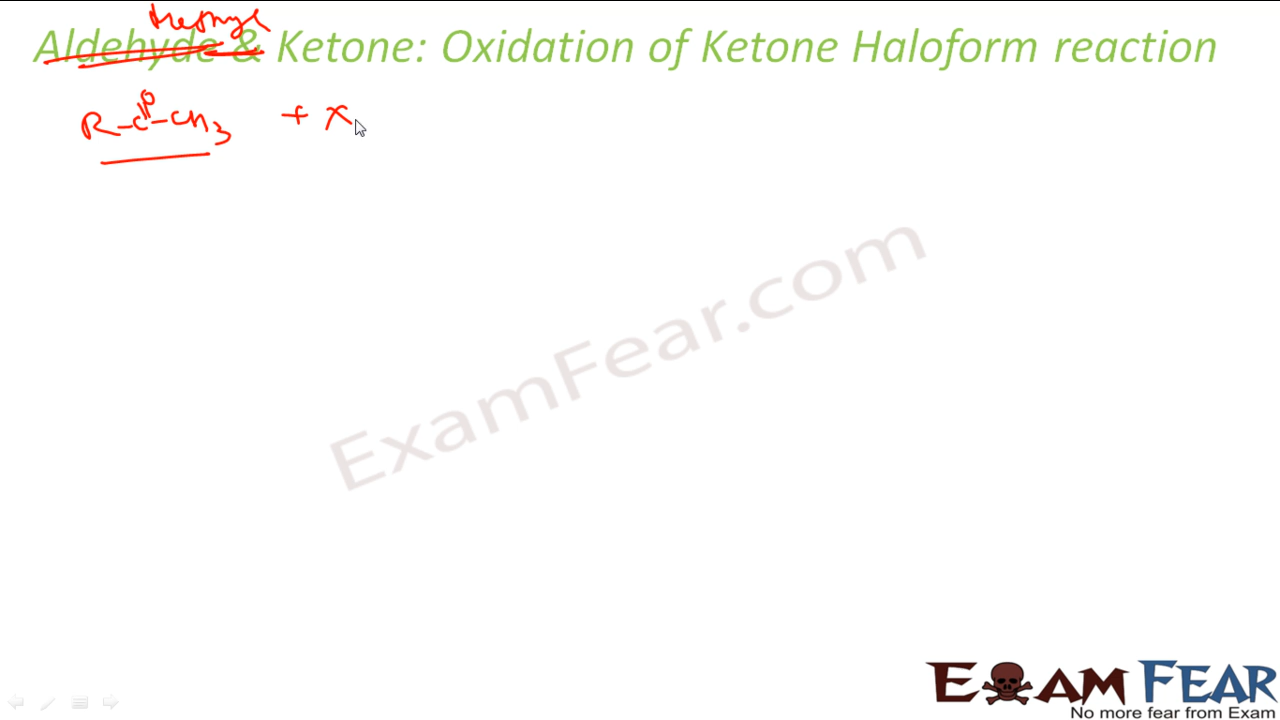 Methyl
Aldehyde & Ketone: Oxidation of Ketone Haloform reaction
O
R-C-CH3 + X
ExamFear.com
EXAM FEAR
No more fear from Exam